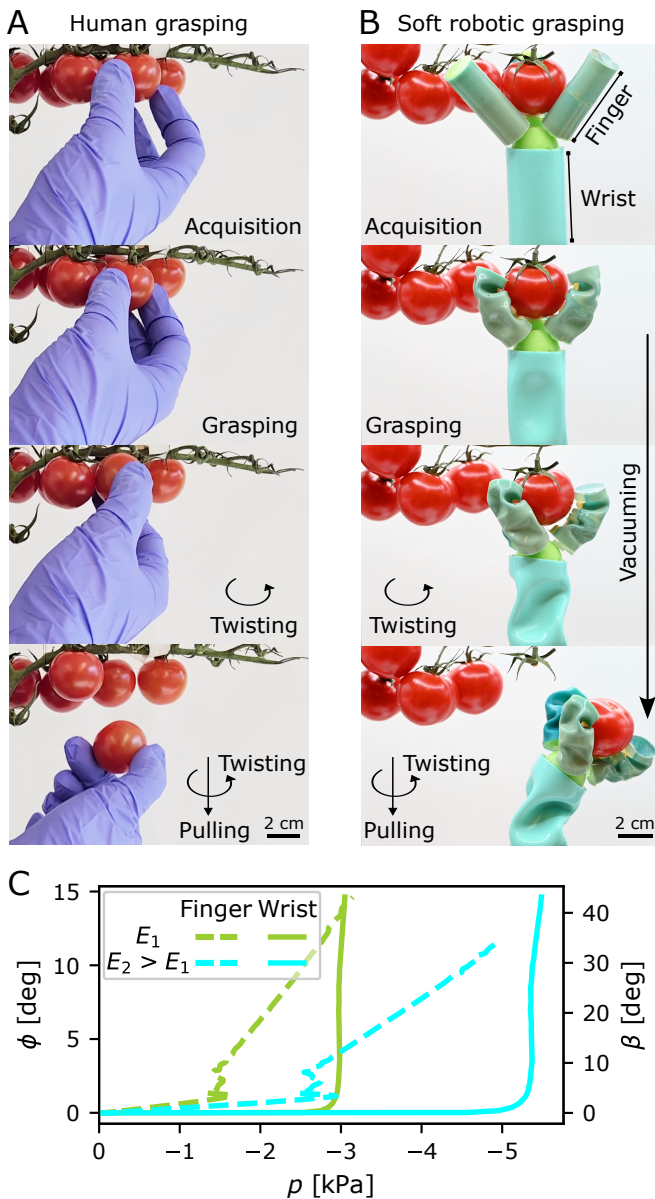 A Human grasping
Acquisition
Grasping
Twisting
Twisting
Pulling
2 cm
B Soft robotic grasping
Finger
Wrist
Acquisition
Grasping
Vacuuming
Twisting
Twisting
Pulling
2 cm
C
Finger Wrist
E₁
E₂ > E₁
15
10
5
0
ϕ [deg]
40
30
20
10
0
β [deg]
0 −1 −2 −3 −4 −5
p [kPa]